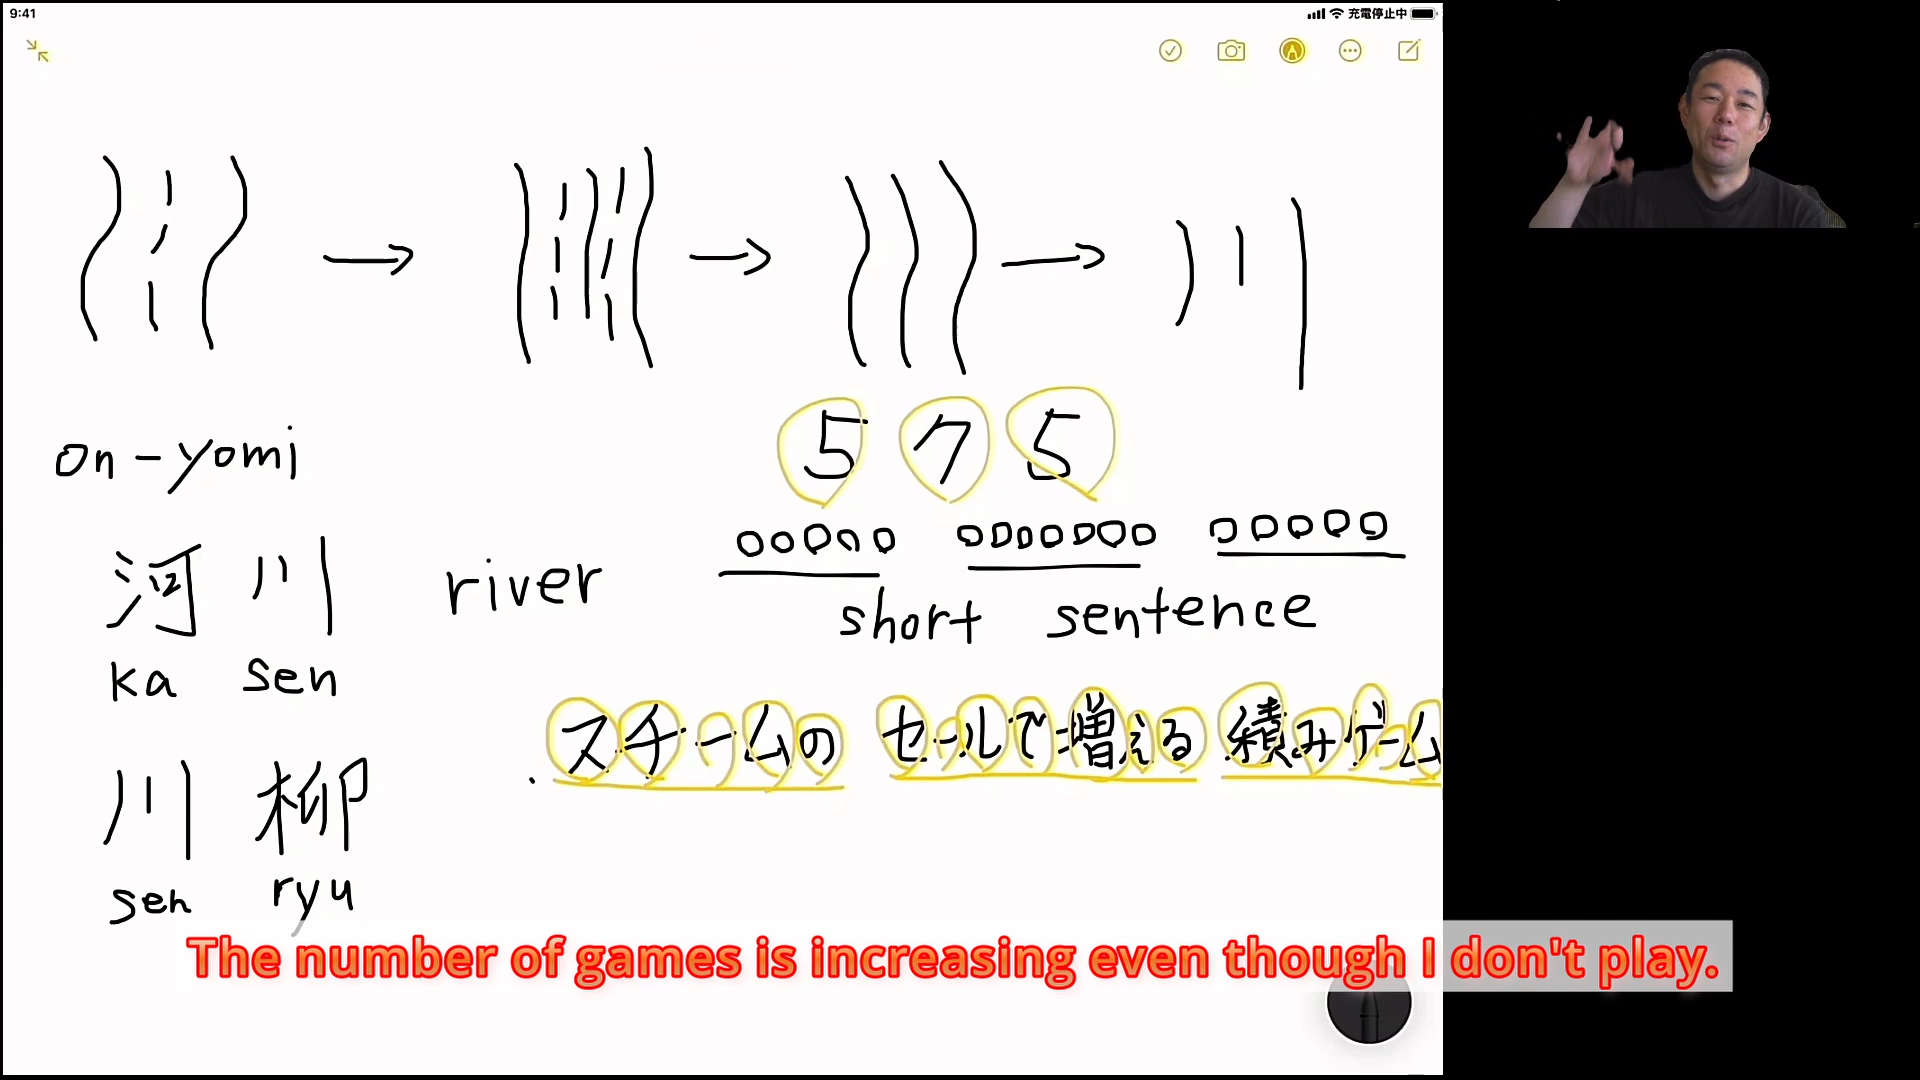 9:41
充電停止中
5 7 5
on-yomi
河川 river
short sentence
ka sen
スチームの セールで増える 積みゲーム
川柳
sen ryu
The number of games is increasing even though I don't play.